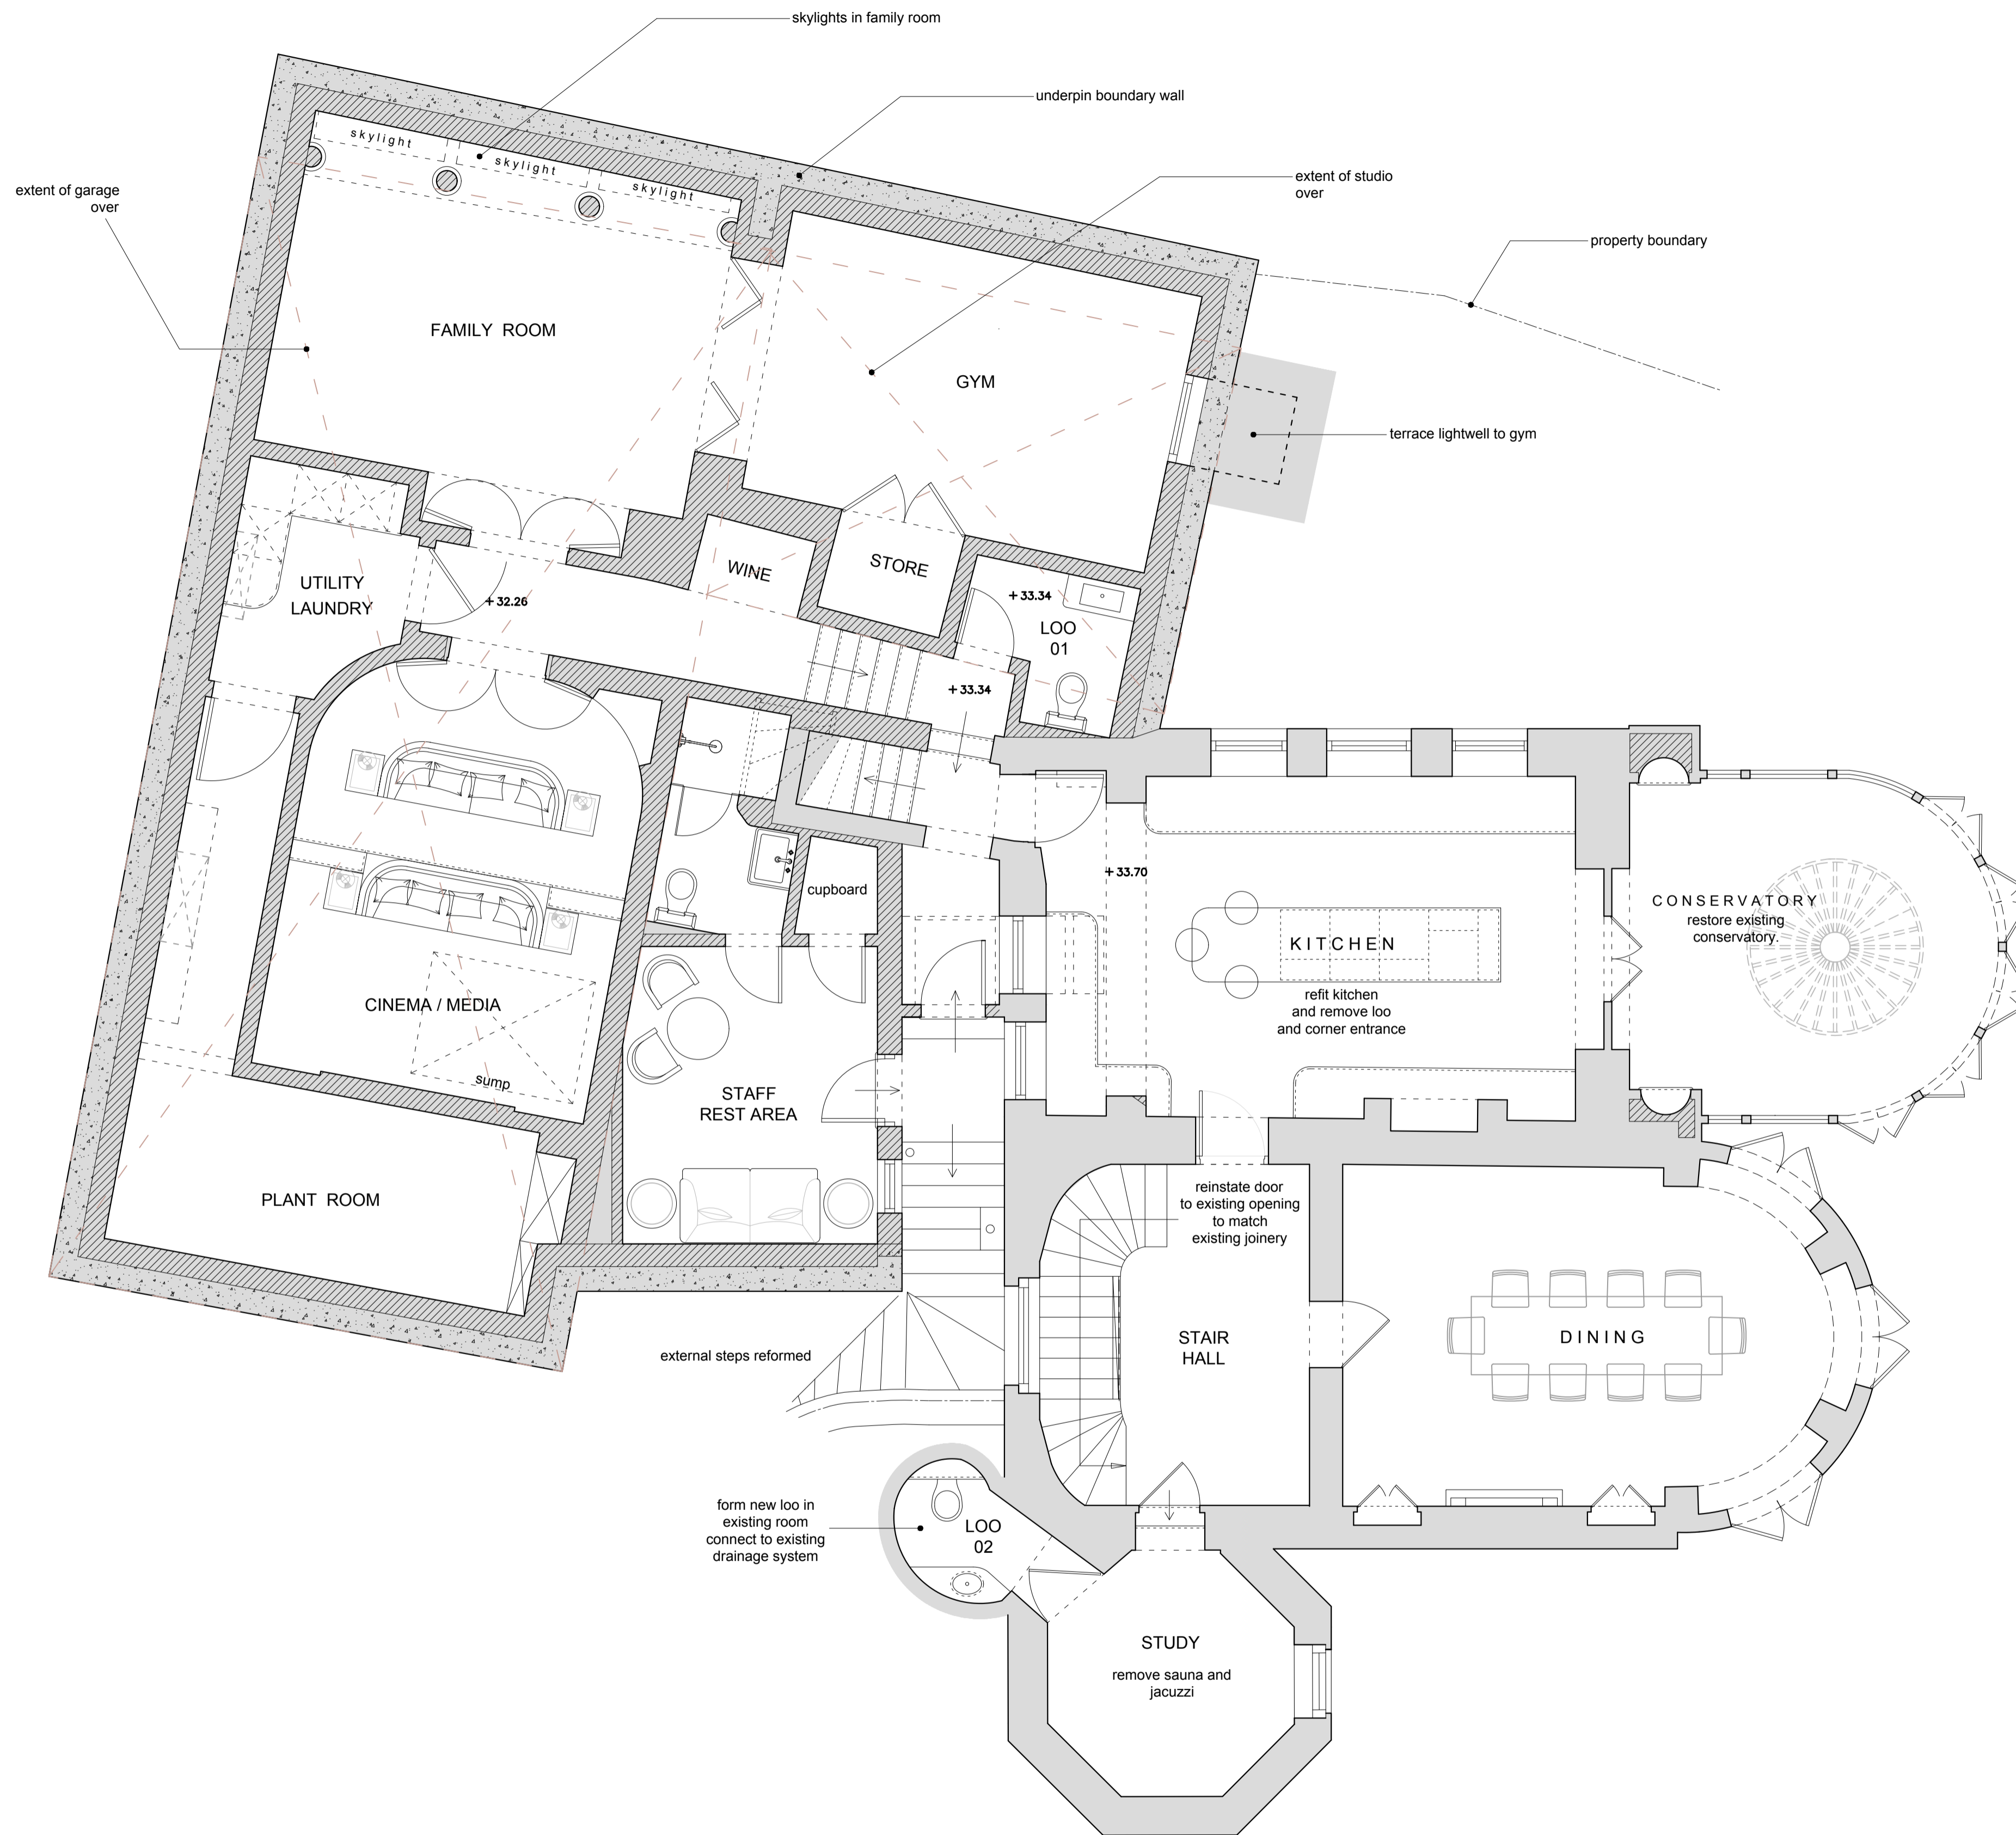 skylights in family room
underpin boundary wall
skylight
skylight
skylight
extent of studio
over
extent of garage
over
property boundary
FAMILY ROOM
GYM
terrace lightwell to gym
WINE
STORE
UTILITY
LAUNDRY
+32.26
+33.34
LOO
01
+33.34
+33.70
cupboard
CONSERVATORY
restore existing
conservatory.
KITCHEN
refit kitchen
and remove loo
and corner entrance
CINEMA / MEDIA
sump
STAFF
REST AREA
PLANT ROOM
reinstate door
to existing opening
to match
existing joinery
STAIR
HALL
DINING
external steps reformed
form new loo in
existing room
connect to existing
drainage system
LOO
02
STUDY
remove sauna and
jacuzzi